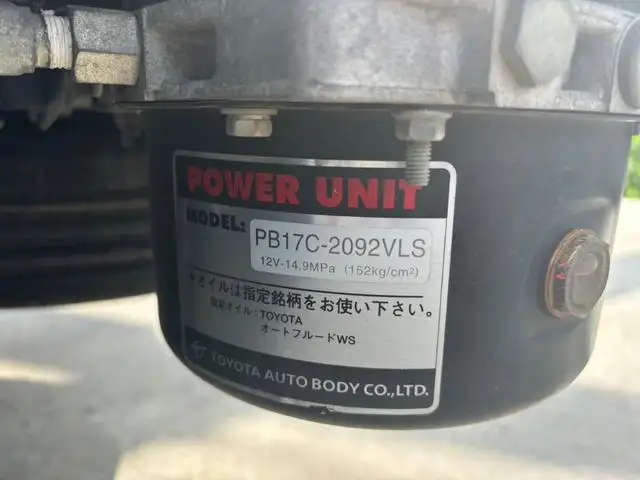 POWER UNIT
MODEL: PB17C-2092VLS
12V-14.9MPa (152kg/cm²)
*オイルは指定銘柄をお使い下さい。
指定オイル:TOYOTA
オートフルードWS
TOYOTA AUTO BODY CO.,LTD.